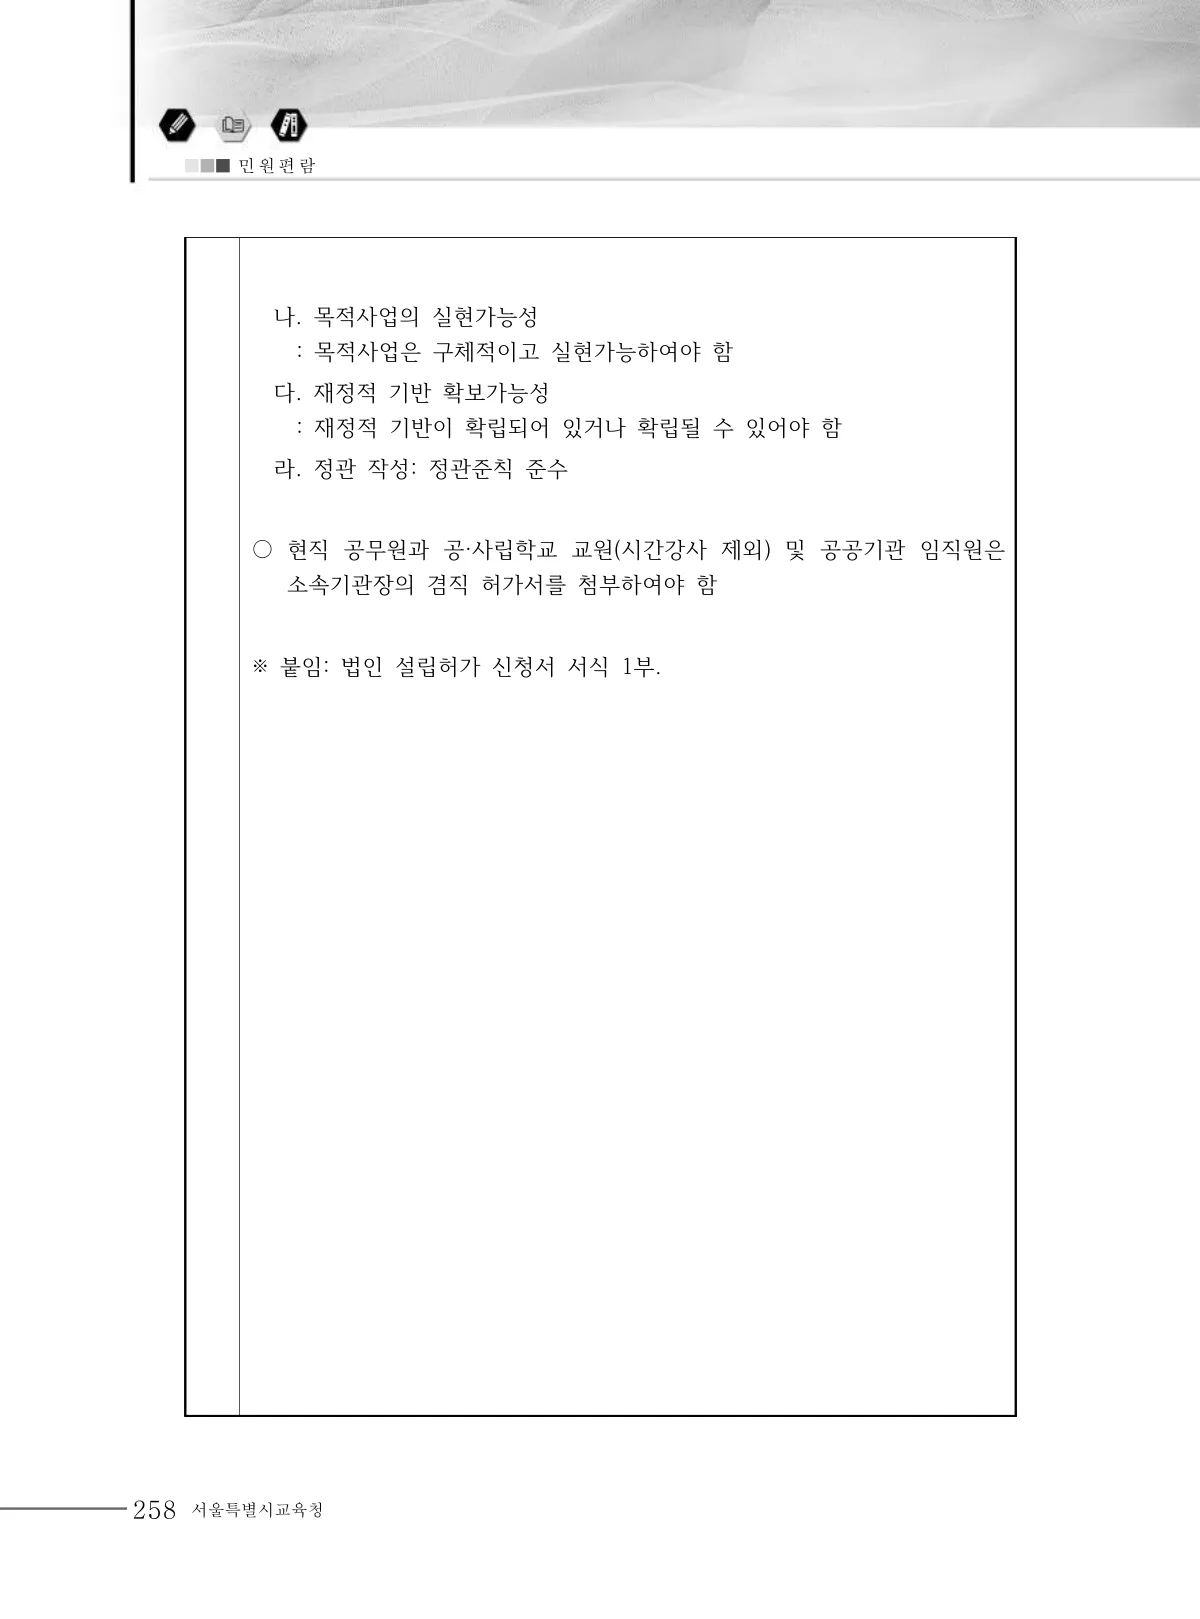 민원편람
나. 목적사업의 실현가능성
: 목적사업은 구체적이고 실현가능하여야 함
다. 재정적 기반 확보가능성
: 재정적 기반이 확립되어 있거나 확립될 수 있어야 함
라. 정관 작성: 정관준칙 준수
○ 현직 공무원과 공·사립학교 교원(시간강사 제외) 및 공공기관 임직원은
소속기관장의 겸직 허가서를 첨부하여야 함
※ 붙임: 법인 설립허가 신청서 서식 1부.
258 서울특별시교육청